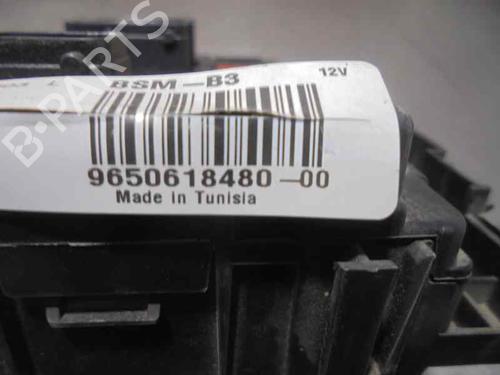 BSM-B3 12V
9650618480-00
Made in Tunisia
B-PARTS